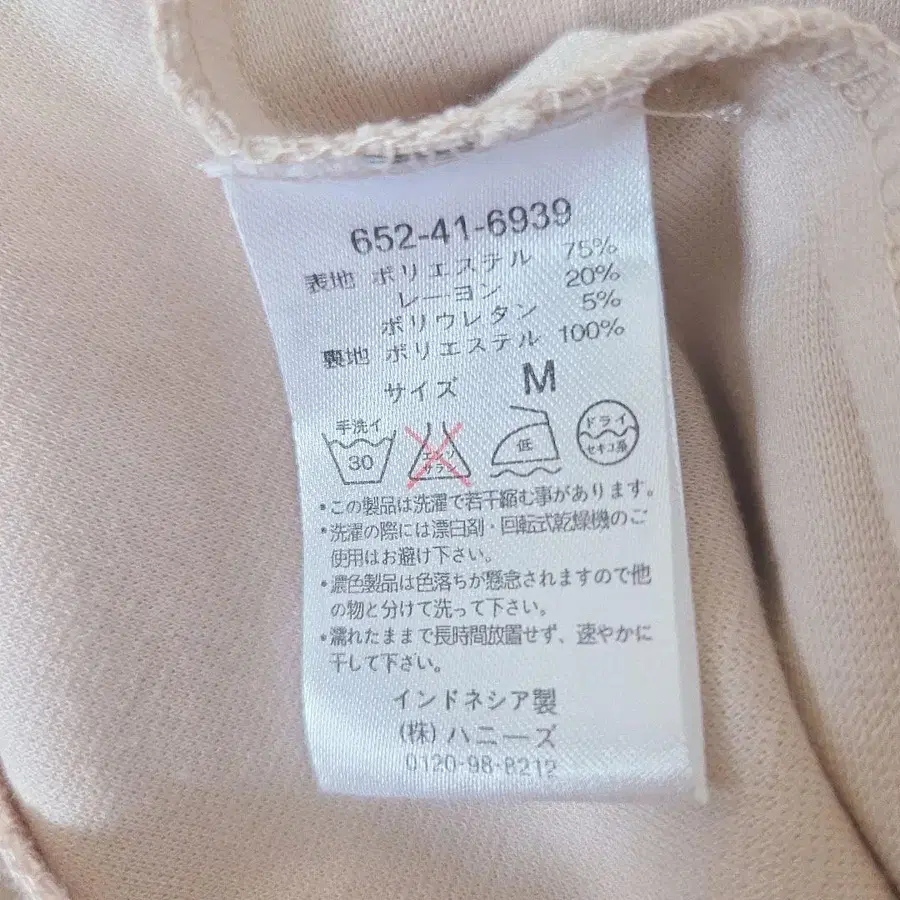 652-41-6939
表地 ポリエステル 75%
レーヨン 20%
ポリウレタン 5%
裏地 ポリエステル 100%
サイズ M
手洗イ 30 エンソ サラシ 低 ドライ セキユ系
・この製品は洗濯で若干縮む事があります。
・洗濯の際には漂白剤・回転式乾燥機のご
使用はお避け下さい。
・濃色製品は色落ちが懸念されますので他
の物と分けて洗って下さい。
・濡れたままで長時間放置せず、速やかに
干して下さい。
インドネシア製
(株)ハニーズ
0120-98-8212